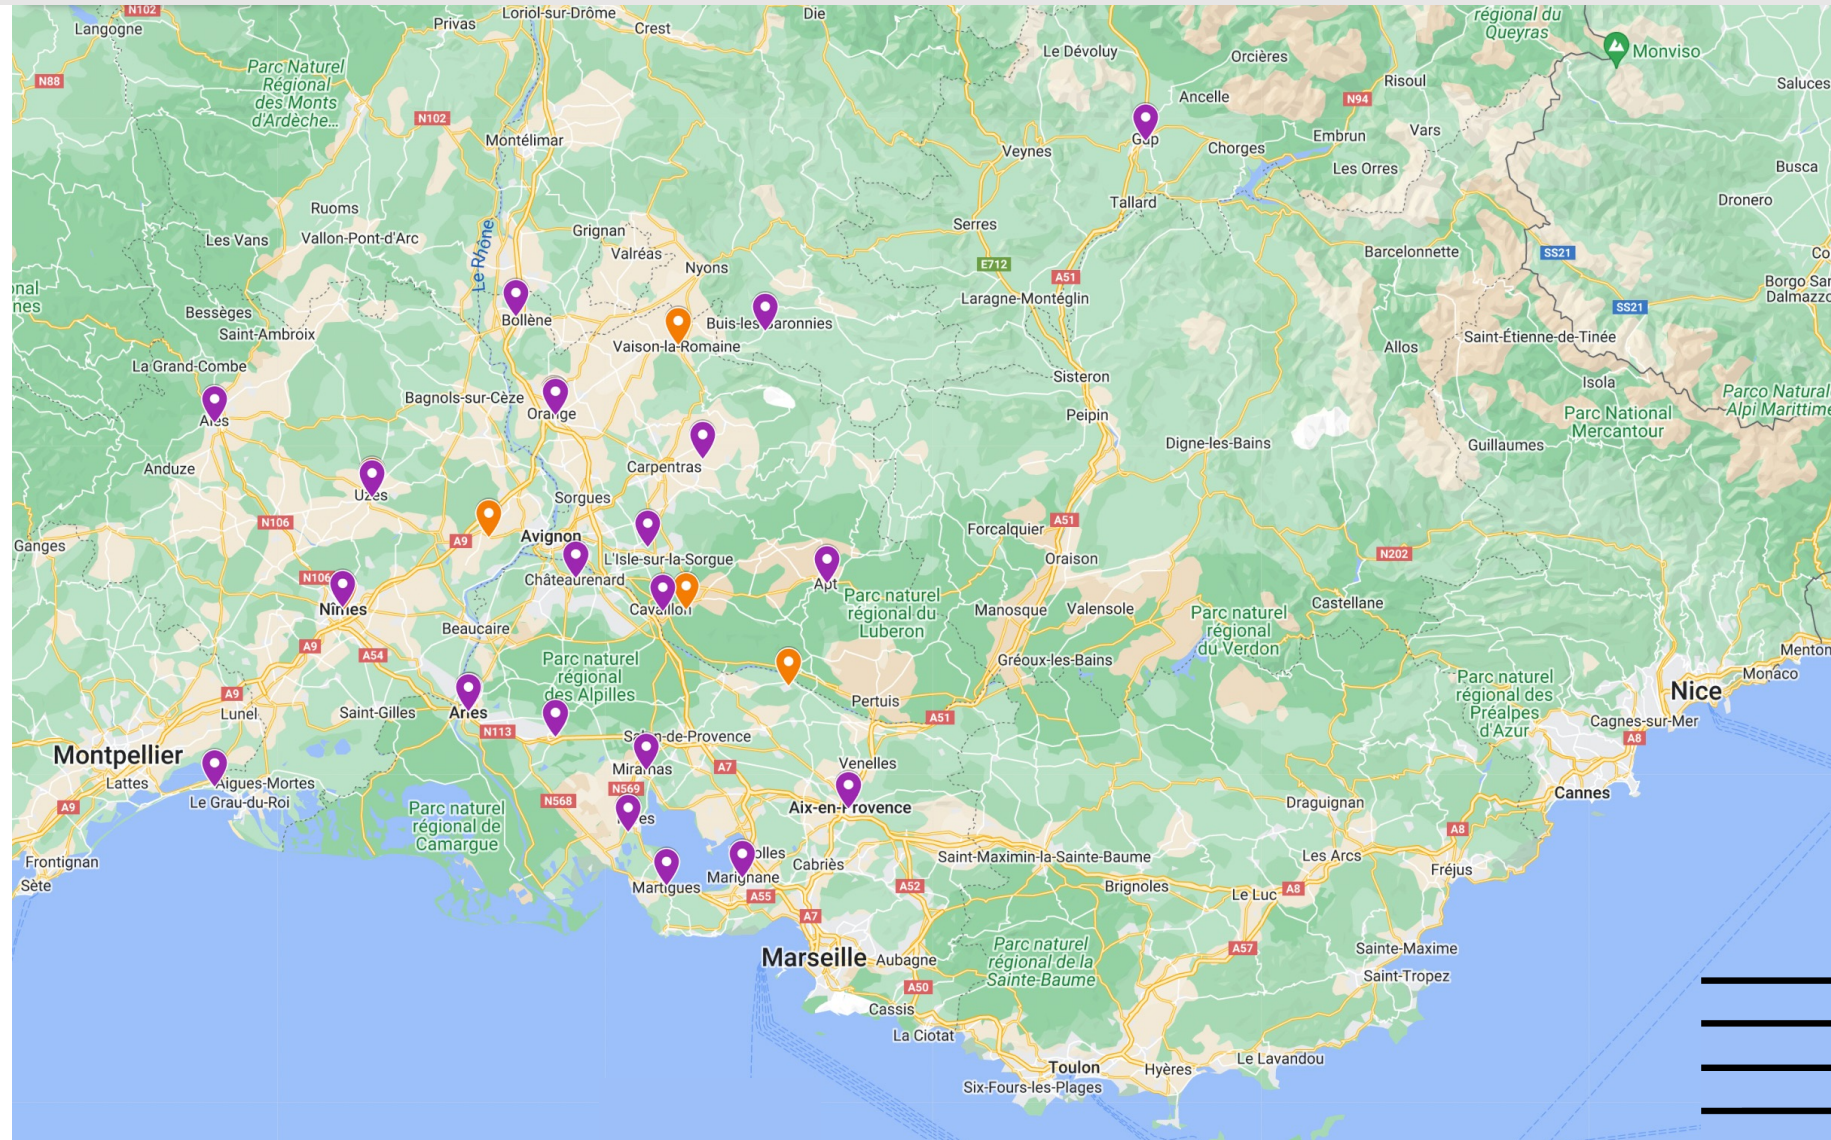 N102
Langogne
Privas
Loriol-sur-Drôme
Crest
Die
régional du
Queyras
Le Dévoluy
Orcières
Monviso
N88
Parc Naturel
Régional
des Monts
d'Ardèche...
Risoul
Saluces
Ancelle
N94
N102
Montélimar
Gap
Veynes
Chorges
Embrun
Vars
Les Orres
Busca
Ruoms
Tallard
Dronero
Les Vans
Vallon-Pont-d'Arc
Le Rhône
Grignan
Valréas
Nyons
Serres
E712
A51
Barcelonnette
SS21
Co
Borgo San
Dalmazzo
onal
nes
Bessèges
Saint-Ambroix
Bollène
Buis-les-Baronnies
Vaison-la-Romaine
Laragne-Montéglin
SS21
Allos
Saint-Étienne-de-Tinée
La Grand-Combe
Sisteron
Isola
Parco Natural
Alpi Marittime
Bagnols-sur-Cèze
Orange
Peipin
Parc National
Mercantour
Alès
Digne-les-Bains
Guillaumes
Anduze
Carpentras
Uzès
Sorgues
N106
A9
Avignon
Forcalquier
A51
Ganges
L'Isle-sur-la-Sorgue
Oraison
N202
N106
Châteaurenard
Apt
Nîmes
Cavaillon
Parc naturel
régional du
Luberon
Manosque
Valensole
Castellane
Parc naturel
régional
du Verdon
Beaucaire
A9
A54
Parc naturel
régional
des Alpilles
Gréoux-les-Bains
Menton
Monaco
Nice
Parc naturel
régional des
Préalpes
d'Azur
A9
Lunel
Saint-Gilles
Arles
N113
Pertuis
A51
Cagnes-sur-Mer
A8
Montpellier
Salon-de-Provence
Lattes
Aigues-Mortes
Le Grau-du-Roi
Miramas
A7
Venelles
A9
Parc naturel
régional de
Camargue
N568
N569
Aix-en-Provence
Draguignan
Cannes
A8
Frontignan
Sète
olles
Marignane
Martigues
A55
Cabriès
A52
Saint-Maximin-la-Sainte-Baume
Brignoles
Le Luc
A8
Les Arcs
Fréjus
A7
Marseille
Aubagne
Parc naturel
régional de la
Sainte-Baume
A57
Sainte-Maxime
Saint-Tropez
A50
Cassis
La Ciotat
Toulon
Hyères
Le Lavandou
Six-Fours-les-Plages